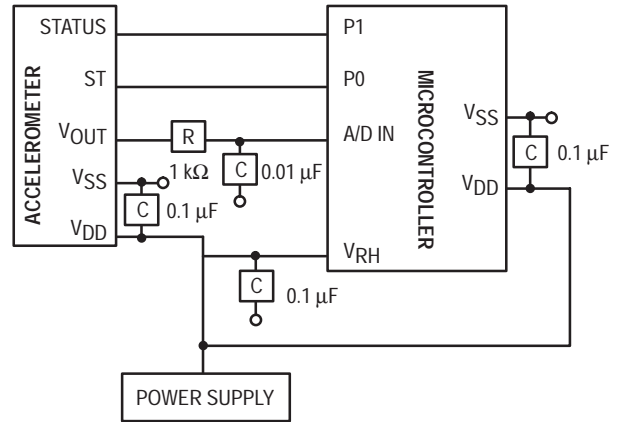 STATUS
ST
VOUT
VSS
VDD
ACCELEROMETER
R
1 kΩ
C
0.01 µF
C
0.1 µF
P1
P0
A/D IN
VRH
MICROCONTROLLER
VSS
VDD
C
0.1 µF
C
0.1 µF
POWER SUPPLY